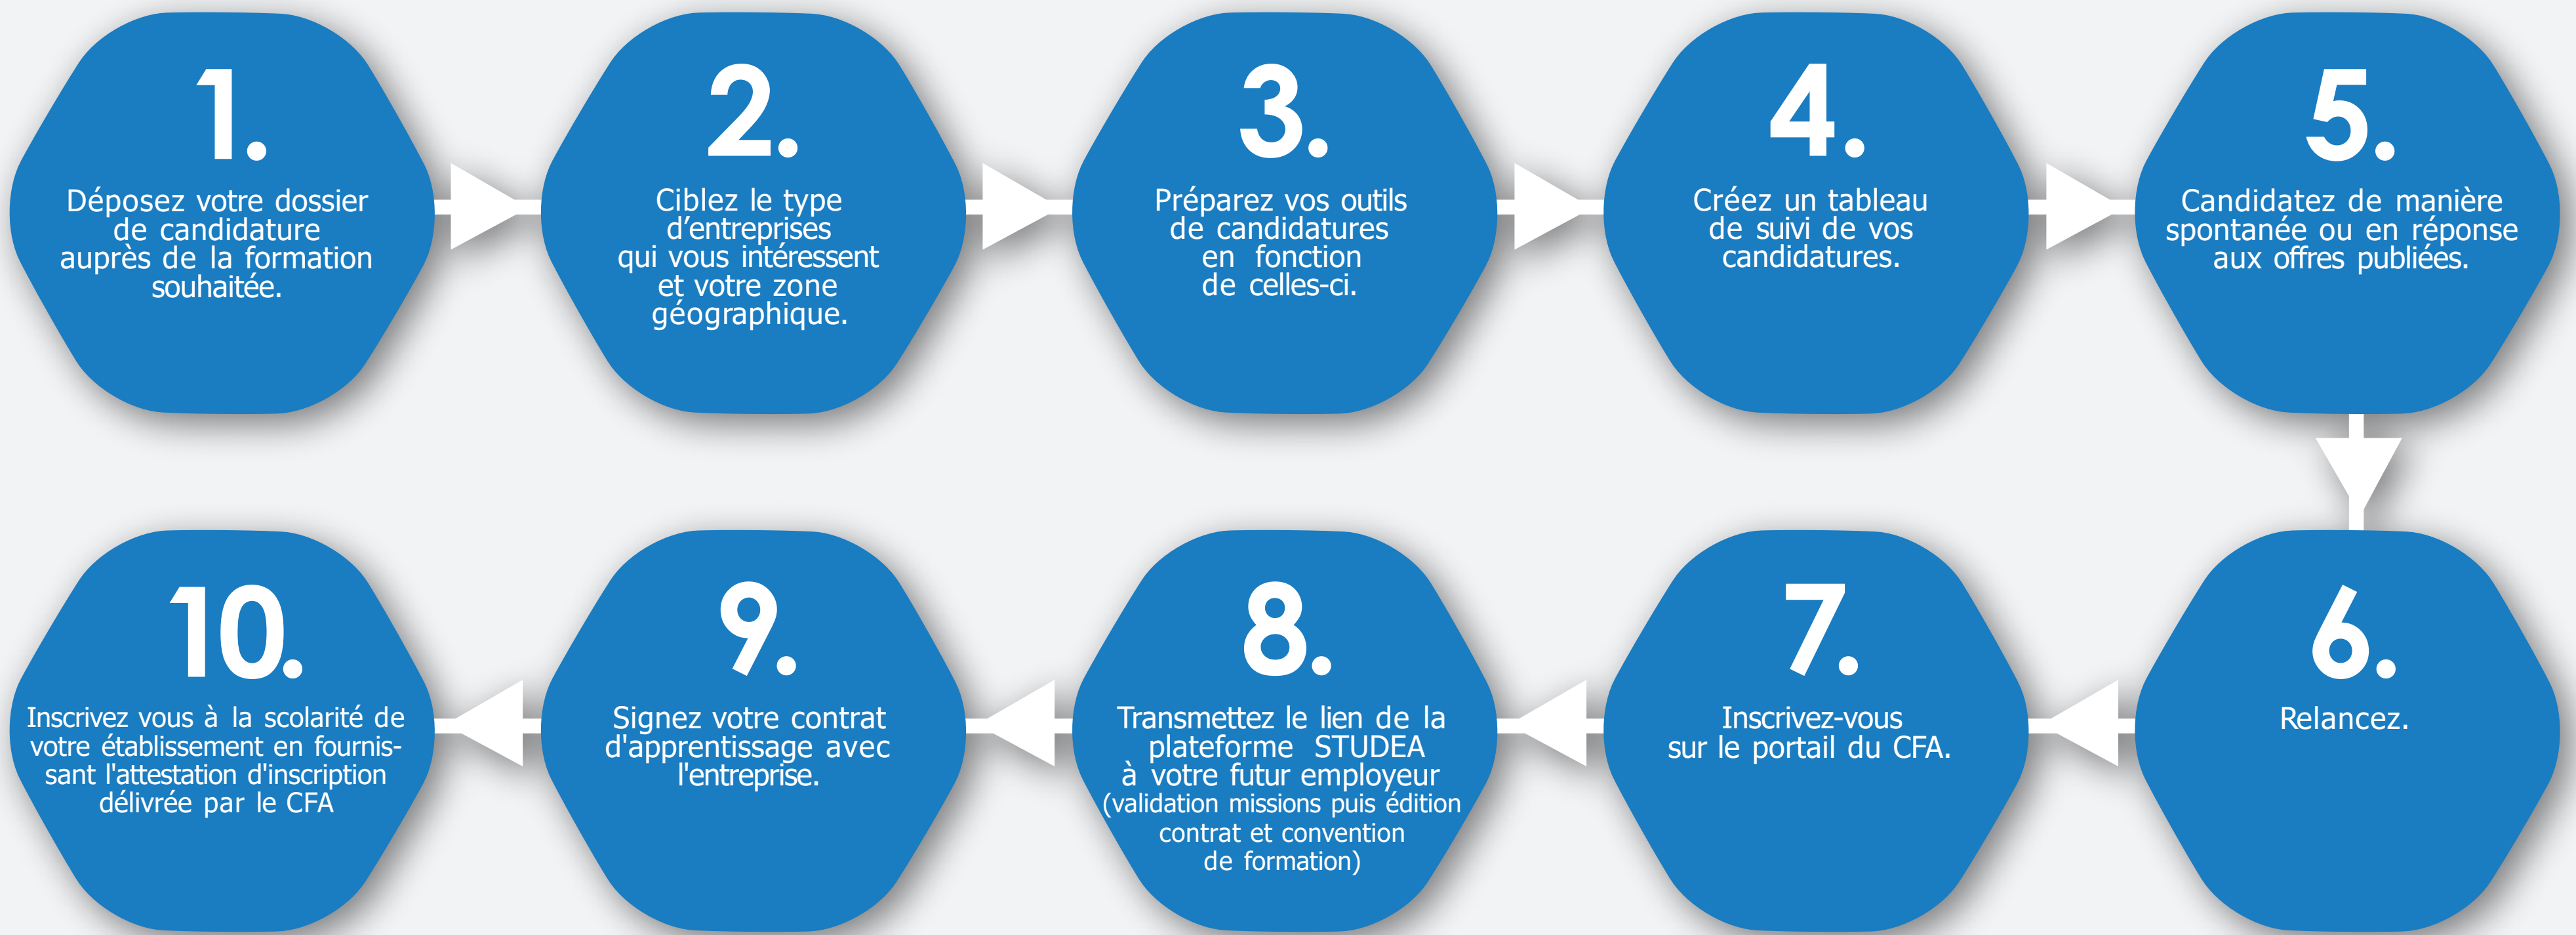 1.
Déposez votre dossier
de candidature
auprès de la formation
souhaitée.
2.
Ciblez le type
d’entreprises
qui vous intéressent
et votre zone
géographique.
3.
Préparez vos outils
de candidatures
en fonction
de celles-ci.
4.
Créez un tableau
de suivi de vos
candidatures.
5.
Candidatez de manière
spontanée ou en réponse
aux offres publiées.
6.
Relancez.
7.
Inscrivez-vous
sur le portail du CFA.
8.
Transmettez le lien de la
plateforme STUDEA
à votre futur employeur
(validation missions puis édition
contrat et convention
de formation)
9.
Signez votre contrat
d'apprentissage avec
l'entreprise.
10.
Inscrivez vous à la scolarité de
votre établissement en fournis-
sant l'attestation d'inscription
délivrée par le CFA